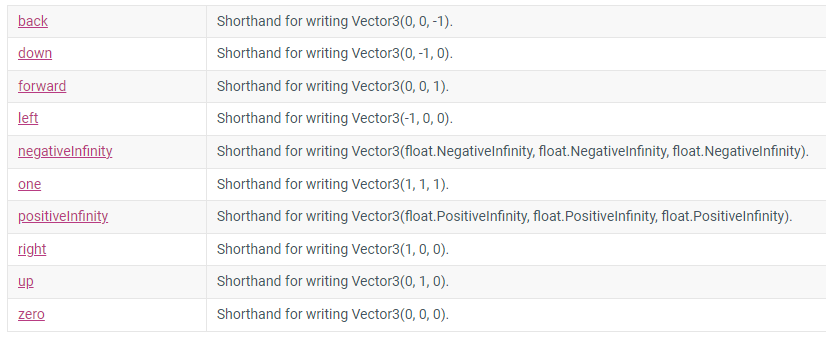 back Shorthand for writing Vector3(0, 0, -1).
down Shorthand for writing Vector3(0, -1, 0).
forward Shorthand for writing Vector3(0, 0, 1).
left Shorthand for writing Vector3(-1, 0, 0).
negativeInfinity Shorthand for writing Vector3(float.NegativeInfinity, float.NegativeInfinity, float.NegativeInfinity).
one Shorthand for writing Vector3(1, 1, 1).
positiveInfinity Shorthand for writing Vector3(float.PositiveInfinity, float.PositiveInfinity, float.PositiveInfinity).
right Shorthand for writing Vector3(1, 0, 0).
up Shorthand for writing Vector3(0, 1, 0).
zero Shorthand for writing Vector3(0, 0, 0).